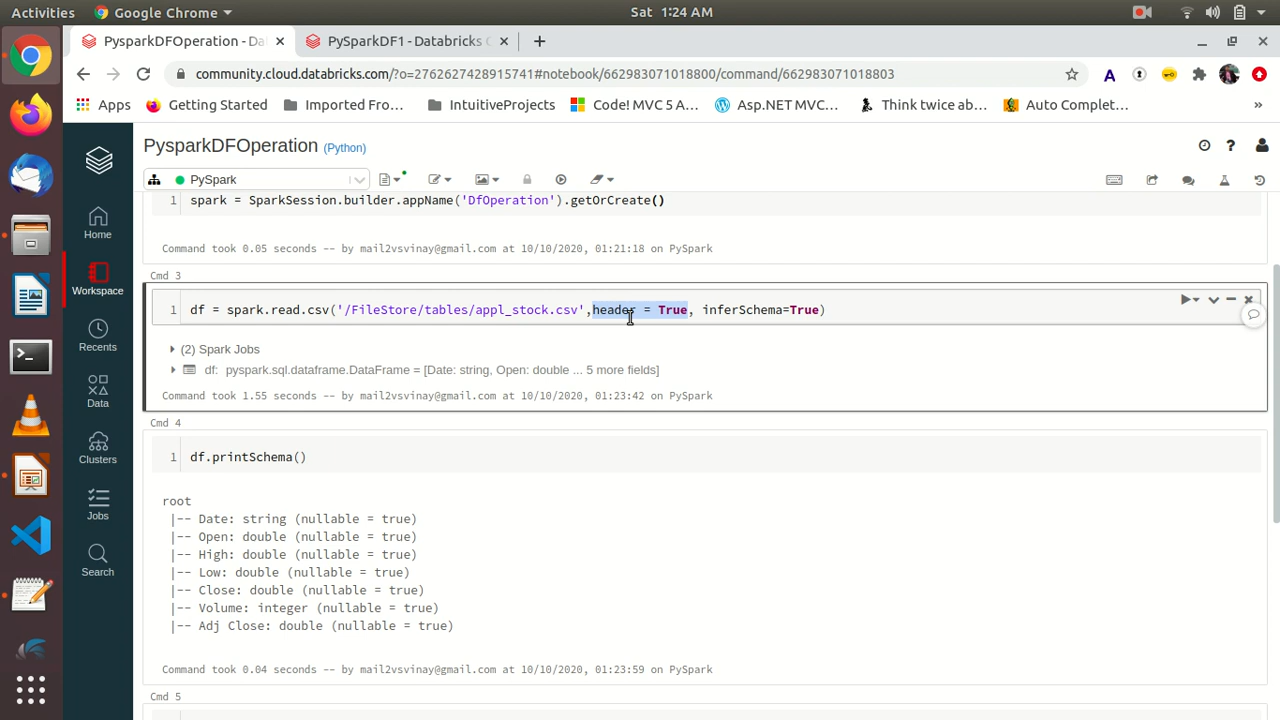 Activities Google Chrome Sat 1:24 AM
PysparkDFOperation - Da PySparkDF1 - Databricks C
community.cloud.databricks.com/?o=2762627428915741#notebook/662983071018800/command/662983071018803
Apps Getting Started Imported Fro... IntuitiveProjects Code! MVC 5 A... Asp.NET MVC... Think twice ab... Auto Complet... »
PysparkDFOperation (Python)
PySpark
1 spark = SparkSession.builder.appName('DfOperation').getOrCreate()
Command took 0.05 seconds -- by mail2vsvinay@gmail.com at 10/10/2020, 01:21:18 on PySpark
Cmd 3
1 df = spark.read.csv('/FileStore/tables/appl_stock.csv',header = True, inferSchema=True)
(2) Spark Jobs
df: pyspark.sql.dataframe.DataFrame = [Date: string, Open: double ... 5 more fields]
Command took 1.55 seconds -- by mail2vsvinay@gmail.com at 10/10/2020, 01:23:42 on PySpark
Cmd 4
1 df.printSchema()
root
|-- Date: string (nullable = true)
|-- Open: double (nullable = true)
|-- High: double (nullable = true)
|-- Low: double (nullable = true)
|-- Close: double (nullable = true)
|-- Volume: integer (nullable = true)
|-- Adj Close: double (nullable = true)
Command took 0.04 seconds -- by mail2vsvinay@gmail.com at 10/10/2020, 01:23:59 on PySpark
Cmd 5
Home
Workspace
Recents
Data
Clusters
Jobs
Search